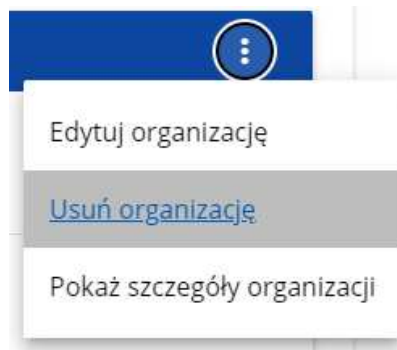 Edytuj organizację
Usuń organizację
Pokaż szczegóły organizacji